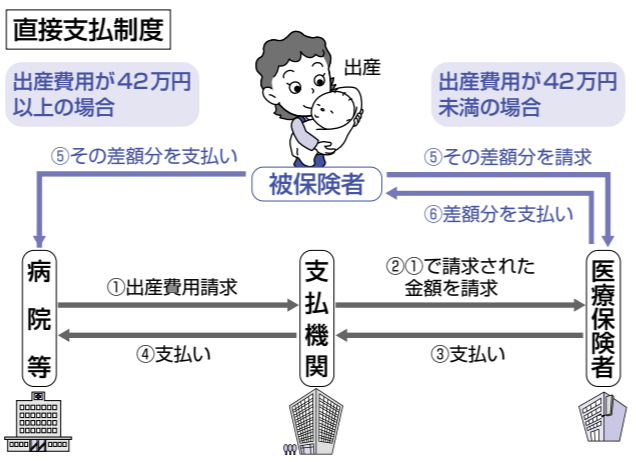 直接支払制度
出産費用が42万円
以上の場合
出産
出産費用が42万円
未満の場合
⑤その差額分を支払い
⑤その差額分を請求
被保険者
⑥差額分を支払い
病院等
①出産費用請求
支払機関
②①で請求された
金額を請求
医療保険者
④支払い
③支払い